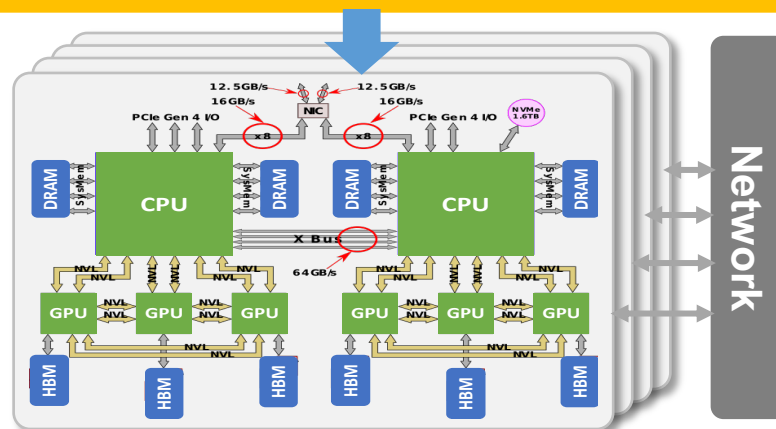 12.5GB/s
12.5GB/s
16GB/s
NIC
16GB/s
NVMe
1.6TB
PCIe Gen 4 I/O
PCIe Gen 4 I/O
x8
x8
DRAM
SysMem
CPU
SysMem
DRAM
DRAM
SysMem
CPU
SysMem
DRAM
X Bus
64GB/s
NVL
NVL
NVL
NVL
NVL
NVL
NVL
NVL
NVL
NVL
NVL
NVL
GPU
NVL
NVL
GPU
NVL
NVL
GPU
GPU
NVL
NVL
GPU
NVL
NVL
GPU
NVL
NVL
NVL
NVL
HBM
HBM
HBM
HBM
HBM
HBM
Network